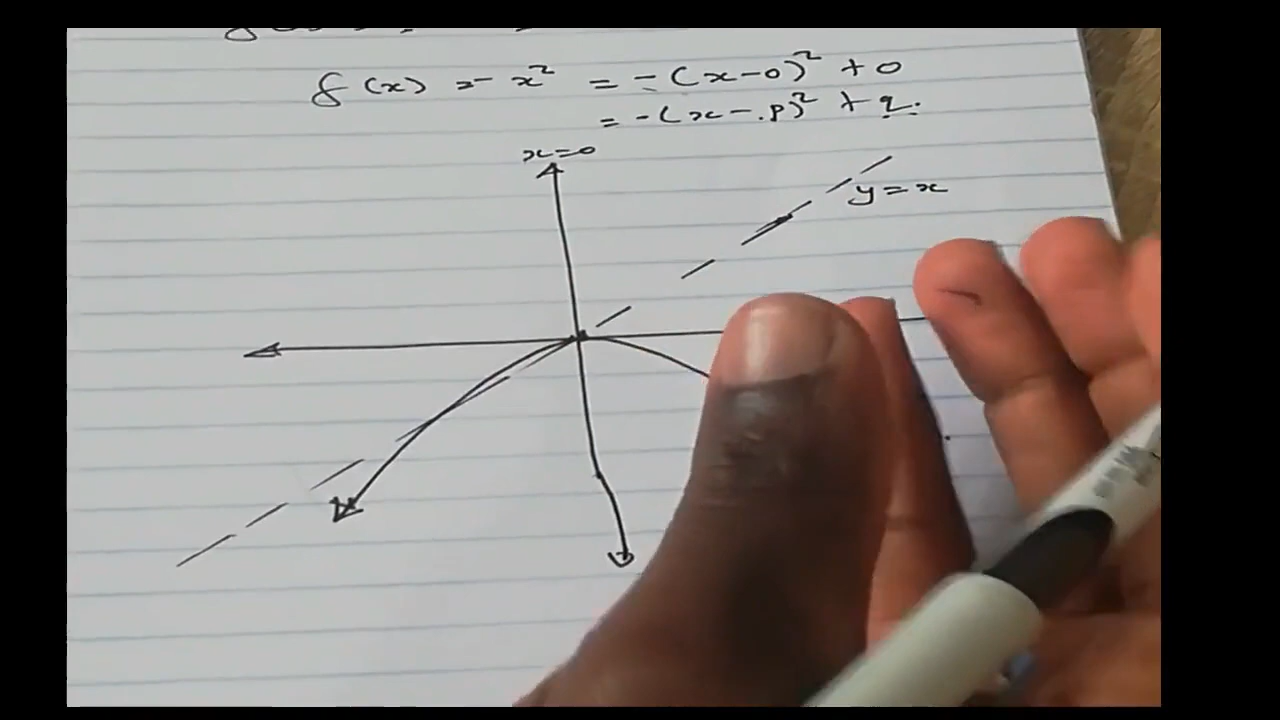 f(x) = - x² = -(x-0)² + 0
= -(x-p)² + q.
x=0
y=x